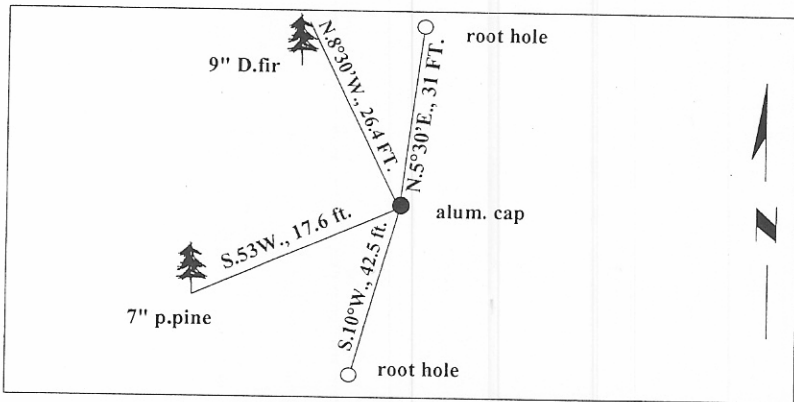 root hole
9" D.fir
N.8°30'W., 26.4 FT.
N.5°30'E., 31 FT.
alum. cap
S.53W., 17.6 ft.
N
7" p.pine
S.10°W., 42.5 ft.
root hole